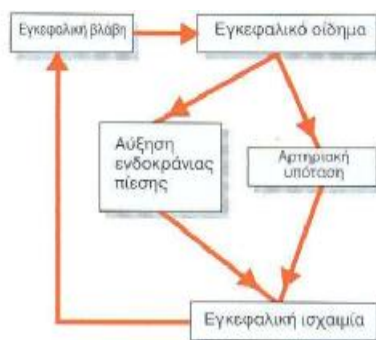 Εγκεφαλική βλάβη
Εγκεφαλικό οίδημα
Αύξηση
ενδοκράνιας
πίεσης
Αρτηριακή
υπόταση
Εγκεφαλική ισχαιμία